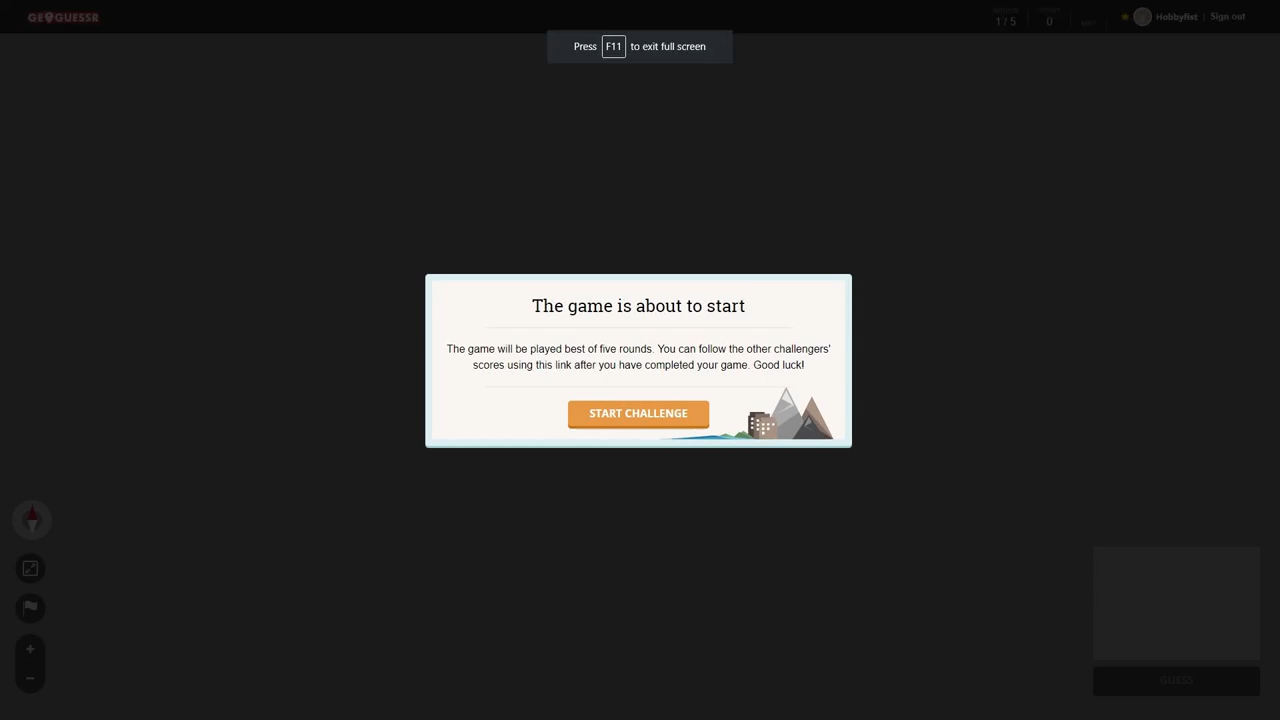 GEOGUESSR
1 / 5
0
Hobbyfist | Sign out
Press F11 to exit full screen
The game is about to start
The game will be played best of five rounds. You can follow the other challengers'
scores using this link after you have completed your game. Good luck!
START CHALLENGE
+
−
GUESS